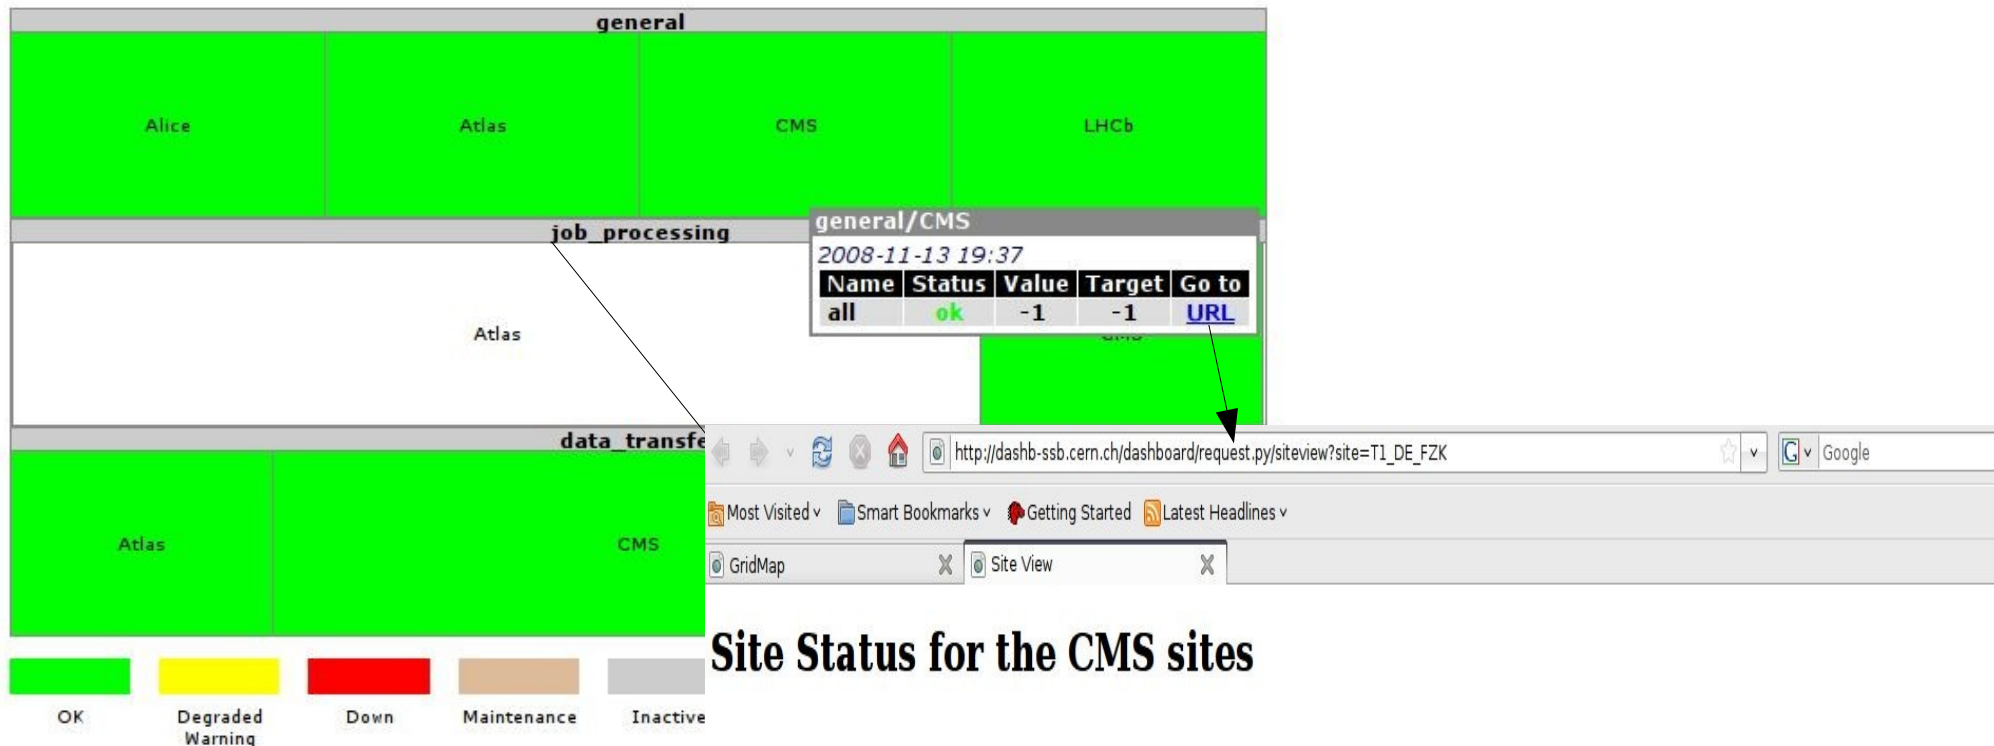 general
Alice Atlas CMS LHCb
job_processing
general/CMS
2008-11-13 19:37
Name Status Value Target Go to
all ok -1 -1 URL
Atlas
CMS
data_transfe
http://dashb-ssb.cern.ch/dashboard/request.py/siteview?site=T1_DE_FZK
Google
Most Visited Smart Bookmarks Getting Started Latest Headlines
GridMap Site View
Atlas CMS
Site Status for the CMS sites
OK Degraded Down Maintenance Inactive
Warning